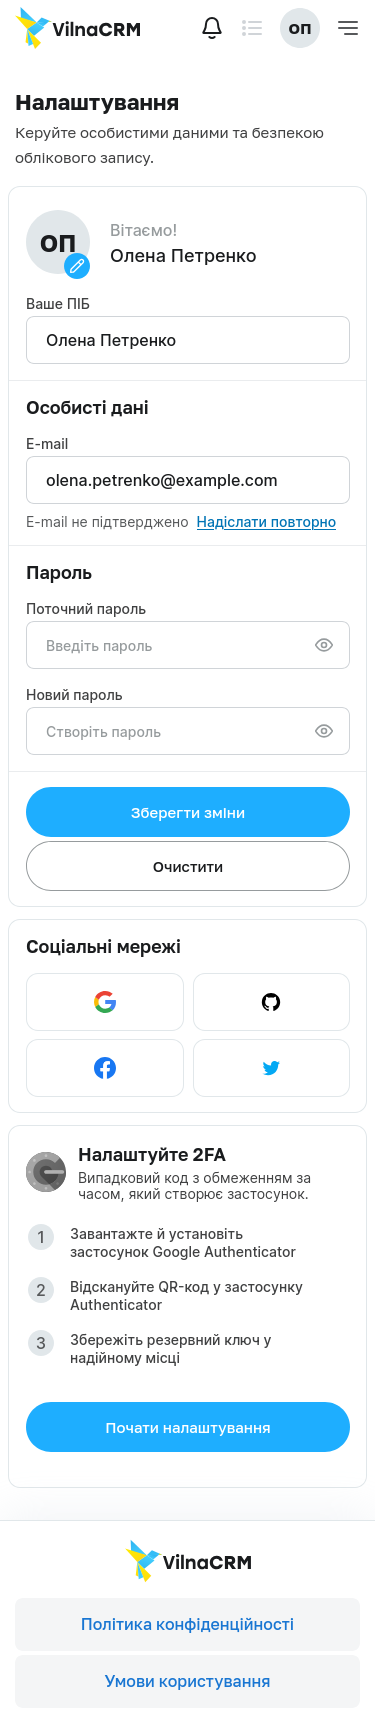 VilnaCRM
ОП
Налаштування
Керуйте особистими даними та безпекою
облікового запису.
ОП
Вітаємо!
Олена Петренко
Ваше ПІБ
Олена Петренко
Особисті дані
E-mail
olena.petrenko@example.com
E-mail не підтверджено Надіслати повторно
Пароль
Поточний пароль
Введіть пароль
Новий пароль
Створіть пароль
Зберегти зміни
Очистити
Соціальні мережі
Налаштуйте 2FA
Випадковий код з обмеженням за
часом, який створює застосунок.
1 Завантажте й установіть
застосунок Google Authenticator
2 Відскануйте QR-код у застосунку
Authenticator
3 Збережіть резервний ключ у
надійному місці
Почати налаштування
VilnaCRM
Політика конфіденційності
Умови користування